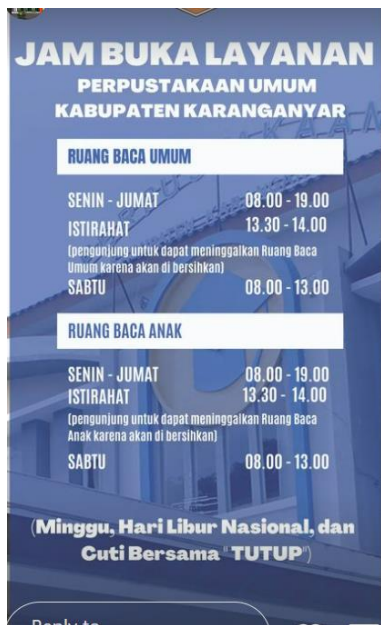 JAM BUKA LAYANAN
PERPUSTAKAAN UMUM
KABUPATEN KARANGANYAR
RUANG BACA UMUM
SENIN - JUMAT 08.00 - 19.00
ISTIRAHAT 13.30 - 14.00
(pengunjung untuk dapat meninggalkan Ruang Baca
Umum karena akan di bersihkan)
SABTU 08.00 - 13.00
RUANG BACA ANAK
SENIN - JUMAT 08.00 - 19.00
ISTIRAHAT 13.30 - 14.00
(pengunjung untuk dapat meninggalkan Ruang Baca
Anak karena akan di bersihkan)
SABTU 08.00 - 13.00
(Minggu, Hari Libur Nasional, dan
Cuti Bersama "TUTUP")
Reply to